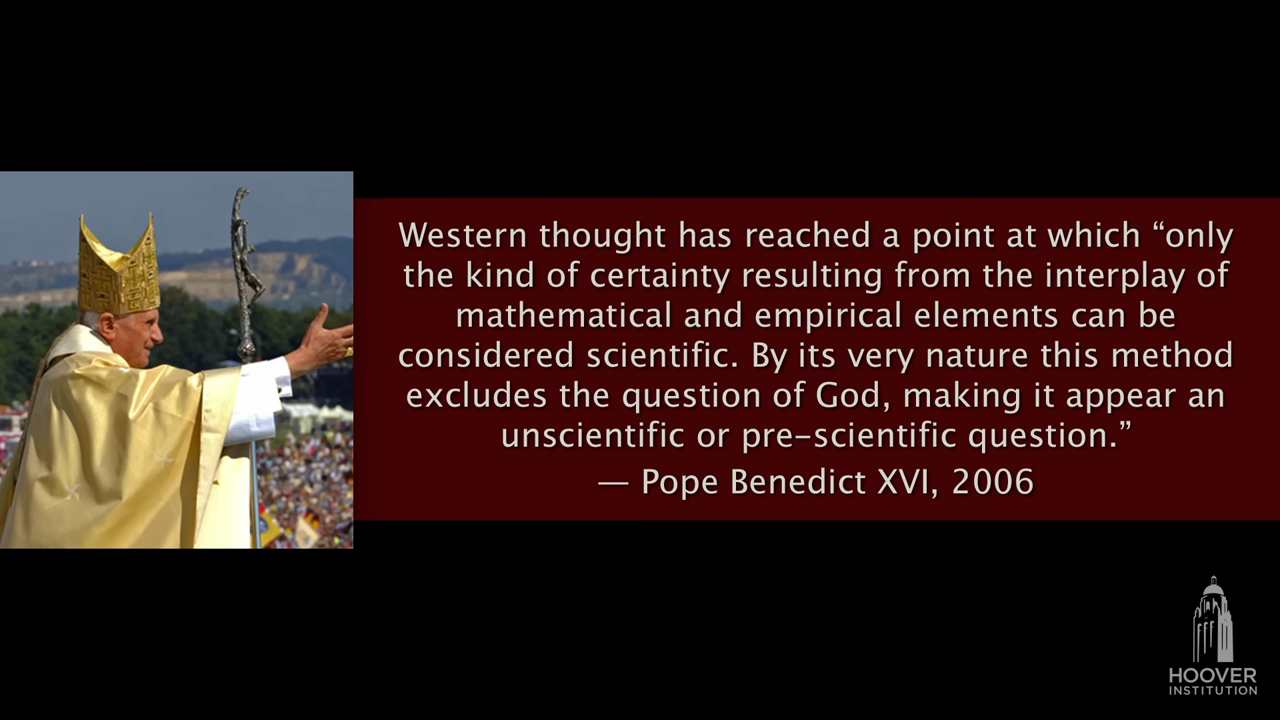 Western thought has reached a point at which “only
the kind of certainty resulting from the interplay of
mathematical and empirical elements can be
considered scientific. By its very nature this method
excludes the question of God, making it appear an
unscientific or pre–scientific question.”
— Pope Benedict XVI, 2006
HOOVER
INSTITUTION